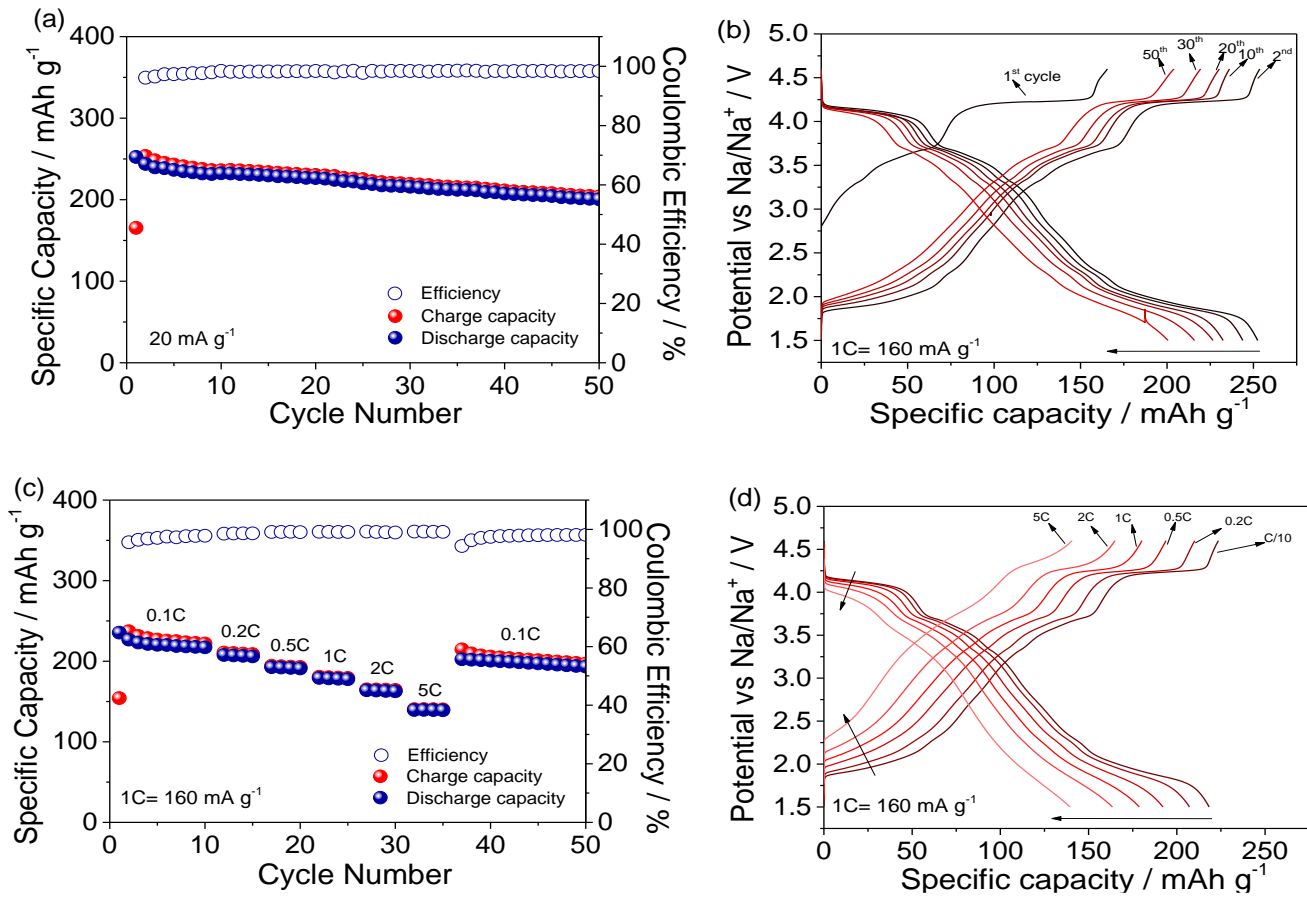 (a)
400
300
200
100
0
100
80
60
40
20
0
Specific Capacity / mAh g⁻¹
Coulombic Efficiency / %
Efficiency
Charge capacity
Discharge capacity
20 mA g⁻¹
0 10 20 30 40 50
Cycle Number
(b)
5.0
4.5
4.0
3.5
3.0
2.5
2.0
1.5
Potential vs Na/Na⁺ / V
1ˢᵗ cycle
50ᵗʰ
30ᵗʰ
20ᵗʰ
10ᵗʰ
2ⁿᵈ
1C= 160 mA g⁻¹
0 50 100 150 200 250
Specific capacity / mAh g⁻¹
(c)
400
300
200
100
0
100
80
60
40
20
0
Specific Capacity / mAh g⁻¹
Coulombic Efficiency / %
0.1C
0.2C
0.5C
1C
2C
5C
0.1C
Efficiency
Charge capacity
Discharge capacity
1C= 160 mA g⁻¹
0 10 20 30 40 50
Cycle Number
(d)
5.0
4.5
4.0
3.5
3.0
2.5
2.0
1.5
Potential vs Na/Na⁺ / V
5C
2C
1C
0.5C
0.2C
C/10
1C= 160 mA g⁻¹
0 50 100 150 200 250
Specific capacity / mAh g⁻¹